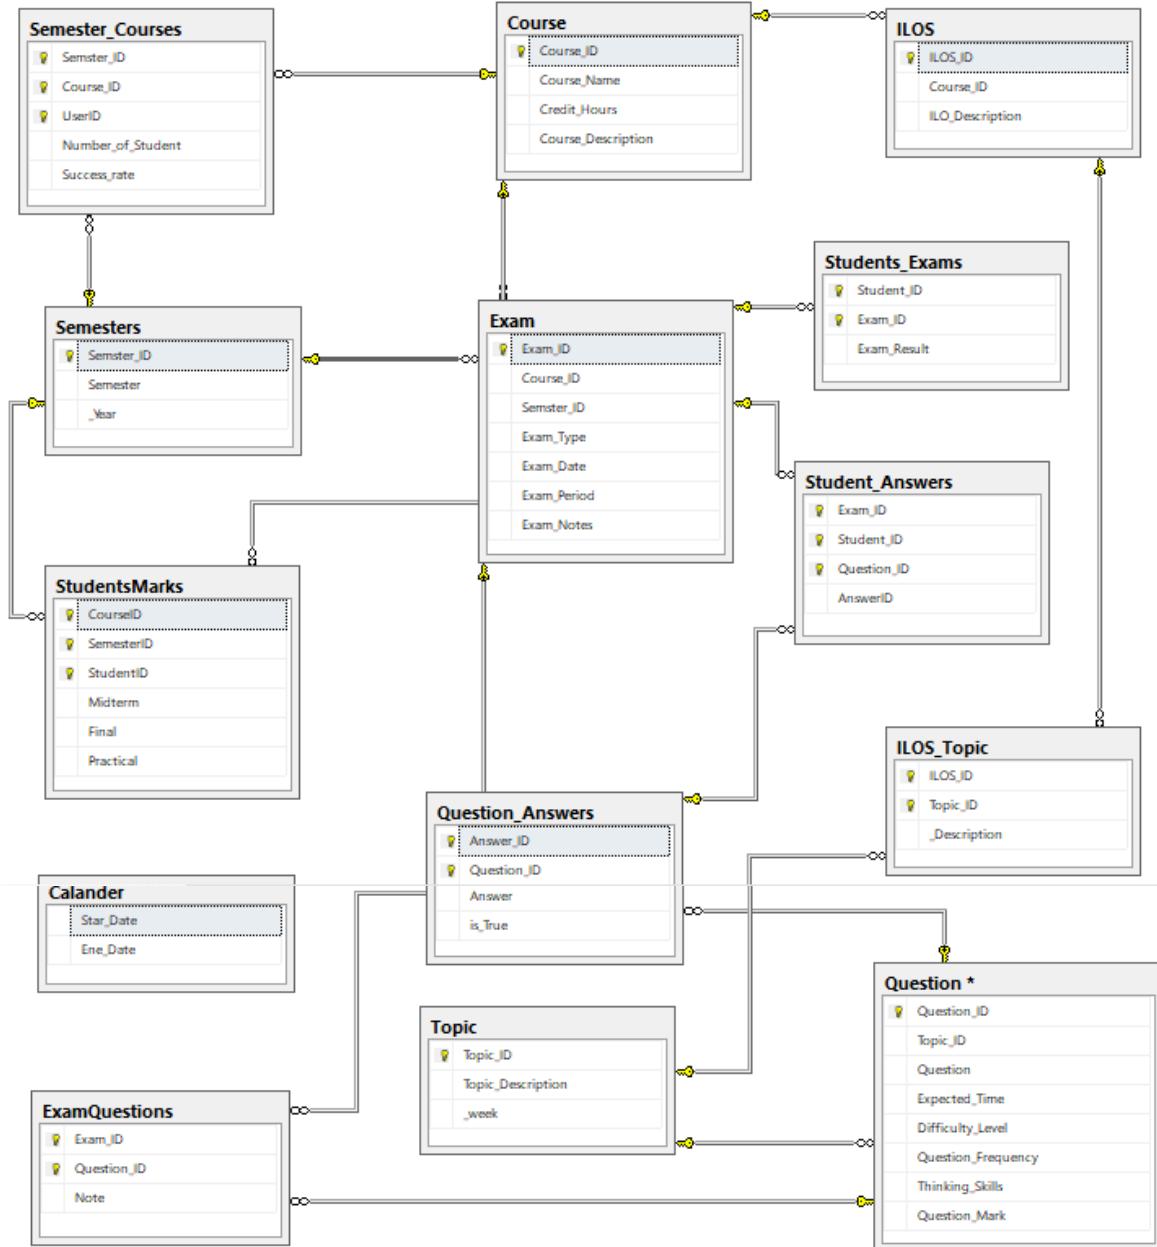 Semester_Courses
Semster_ID
Course_ID
UserID
Number_of_Student
Success_rate
Course
Course_ID
Course_Name
Credit_Hours
Course_Description
ILOS
ILOS_ID
Course_ID
ILO_Description
Students_Exams
Student_ID
Exam_ID
Exam_Result
Semesters
Semster_ID
Semester
_Year
Exam
Exam_ID
Course_ID
Semster_ID
Exam_Type
Exam_Date
Exam_Period
Exam_Notes
Student_Answers
Exam_ID
Student_ID
Question_ID
AnswerID
StudentsMarks
CourseID
SemesterID
StudentID
Midterm
Final
Practical
ILOS_Topic
ILOS_ID
Topic_ID
_Description
Question_Answers
Answer_ID
Question_ID
Answer
is_True
Calander
Star_Date
Ene_Date
Question *
Question_ID
Topic_ID
Question
Expected_Time
Difficulty_Level
Question_Frequency
Thinking_Skills
Question_Mark
Topic
Topic_ID
Topic_Description
_week
ExamQuestions
Exam_ID
Question_ID
Note